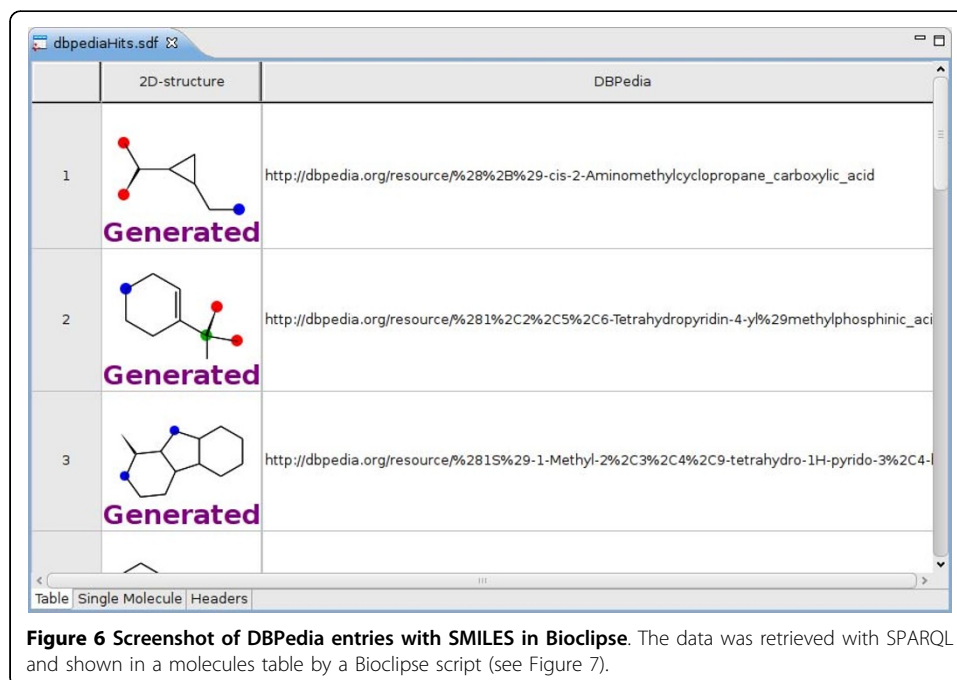 dbpediaHits.sdf
2D-structure DBPedia
1 http://dbpedia.org/resource/%28%2B%29-cis-2-Aminomethylcyclopropane_carboxylic_acid
Generated
2 http://dbpedia.org/resource/%281%2C2%2C5%2C6-Tetrahydropyridin-4-yl%29methylphosphinic_aci
Generated
3 http://dbpedia.org/resource/%281S%29-1-Methyl-2%2C3%2C4%2C9-tetrahydro-1H-pyrido-3%2C4-
Generated
Table Single Molecule Headers
Figure 6 Screenshot of DBPedia entries with SMILES in Bioclipse. The data was retrieved with SPARQL
and shown in a molecules table by a Bioclipse script (see Figure 7).